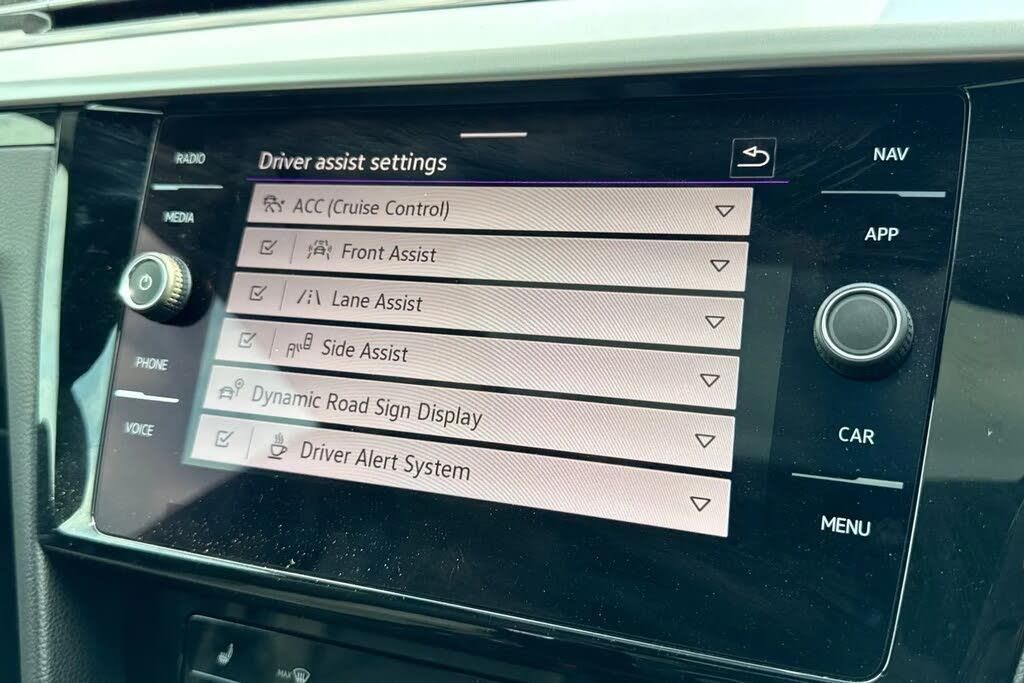 RADIO
MEDIA
PHONE
VOICE
Driver assist settings
ACC (Cruise Control)
Front Assist
Lane Assist
Side Assist
Dynamic Road Sign Display
Driver Alert System
NAV
APP
CAR
MENU
MAX